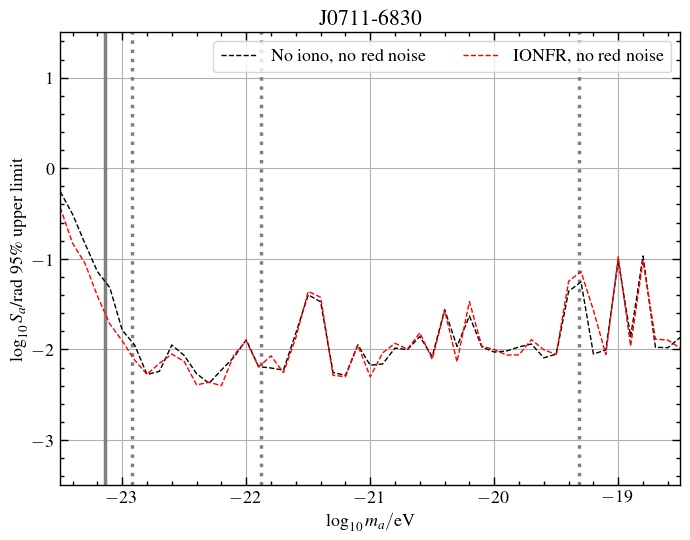 J0711-6830
No iono, no red noise
IONFR, no red noise
log₁₀ Sₐ/rad 95% upper limit
1
0
−1
−2
−3
−23
−22
−21
−20
−19
log₁₀ mₐ/eV